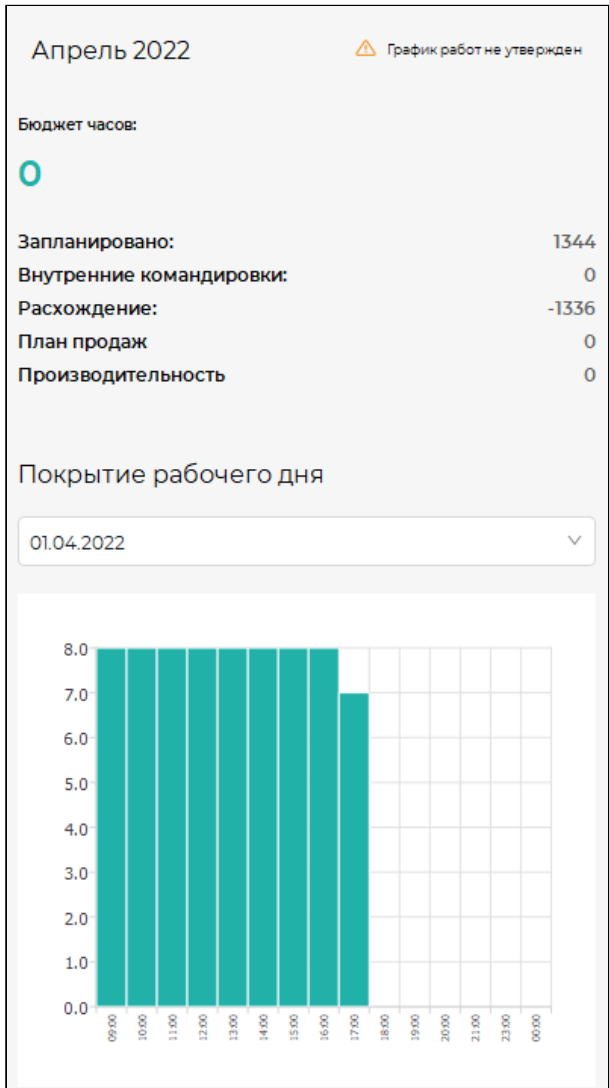 Апрель 2022
График работ не утвержден
Бюджет часов:
0
Запланировано: 1344
Внутренние командировки: 0
Расхождение: -1336
План продаж 0
Производительность 0
Покрытие рабочего дня
01.04.2022
8.0
7.0
6.0
5.0
4.0
3.0
2.0
1.0
0.0
09:00 10:00 11:00 12:00 13:00 14:00 15:00 16:00 17:00 18:00 19:00 20:00 21:00 23:00 00:00